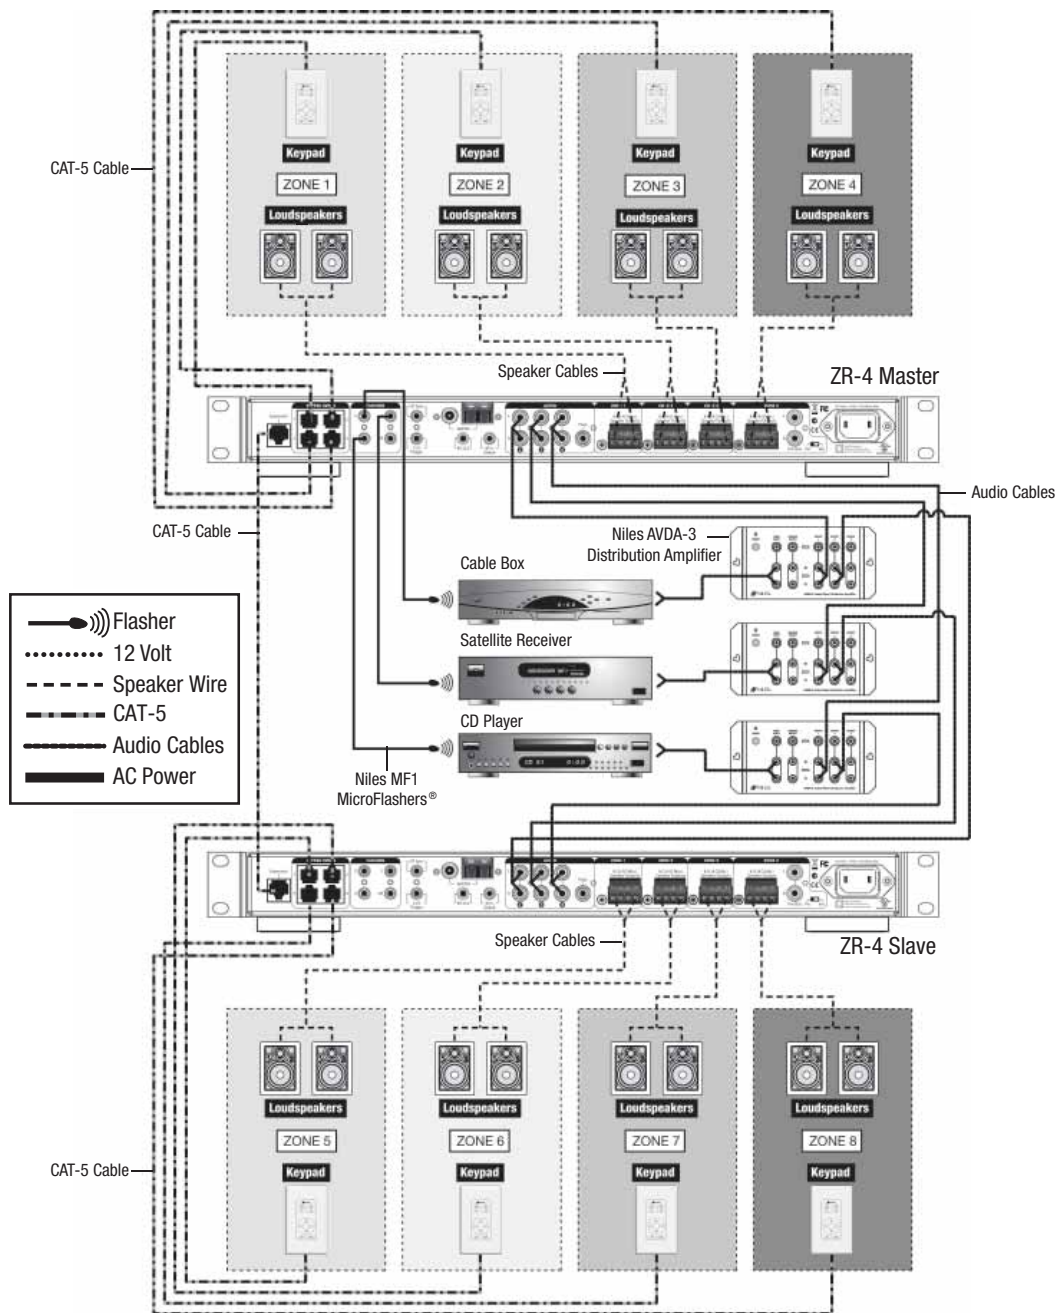 CAT-5 Cable
Keypad
Keypad
Keypad
Keypad
ZONE 1
ZONE 2
ZONE 3
ZONE 4
Loudspeakers
Loudspeakers
Loudspeakers
Loudspeakers
Speaker Cables
ZR-4 Master
CAT-5 Cable
Audio Cables
Niles AVDA-3
Distribution Amplifier
Cable Box
Satellite Receiver
CD Player
Niles MF1
MicroFlashers®
Flasher
12 Volt
Speaker Wire
CAT-5
Audio Cables
AC Power
Speaker Cables
ZR-4 Slave
Loudspeakers
Loudspeakers
Loudspeakers
Loudspeakers
ZONE 5
ZONE 6
ZONE 7
ZONE 8
CAT-5 Cable
Keypad
Keypad
Keypad
Keypad